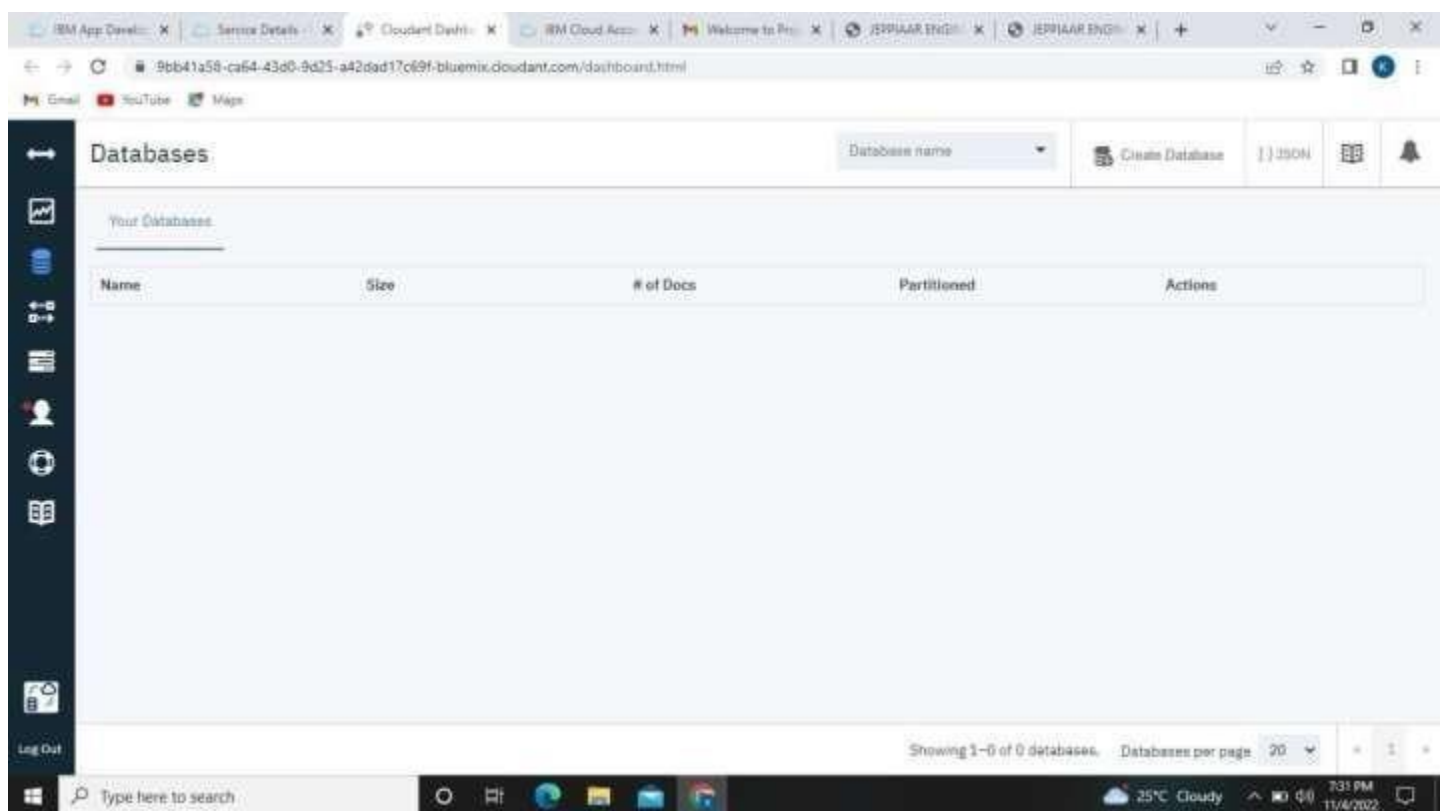 IBM App Develo
Service Details -
Cloudant Dashb
IBM Cloud Acco
Welcome to Pro
JEPPIAAR ENGI
JEPPIAAR ENGI
9bb41a58-ca64-43d0-9d25-a42dad17c69f-bluemix.cloudant.com/dashboard.html
Gmail
YouTube
Maps
Databases
Database name
Create Database
{ } JSON
Your Databases
Name Size # of Docs Partitioned Actions
Showing 1–0 of 0 databases.
Databases per page 20
« 1 »
Log Out
Type here to search
25°C Cloudy
7:31 PM
11/4/2022